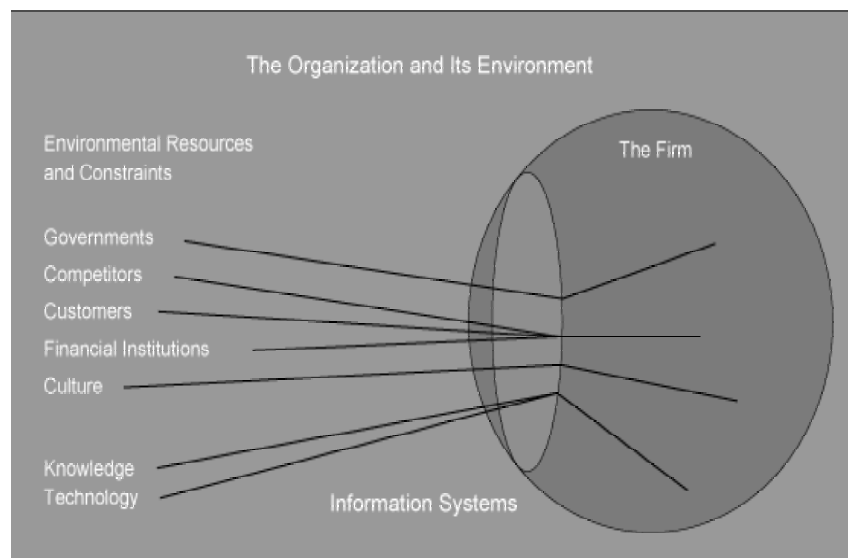 The Organization and Its Environment
Environmental Resources
and Constraints
The Firm
Governments
Competitors
Customers
Financial Institutions
Culture
Knowledge
Technology
Information Systems